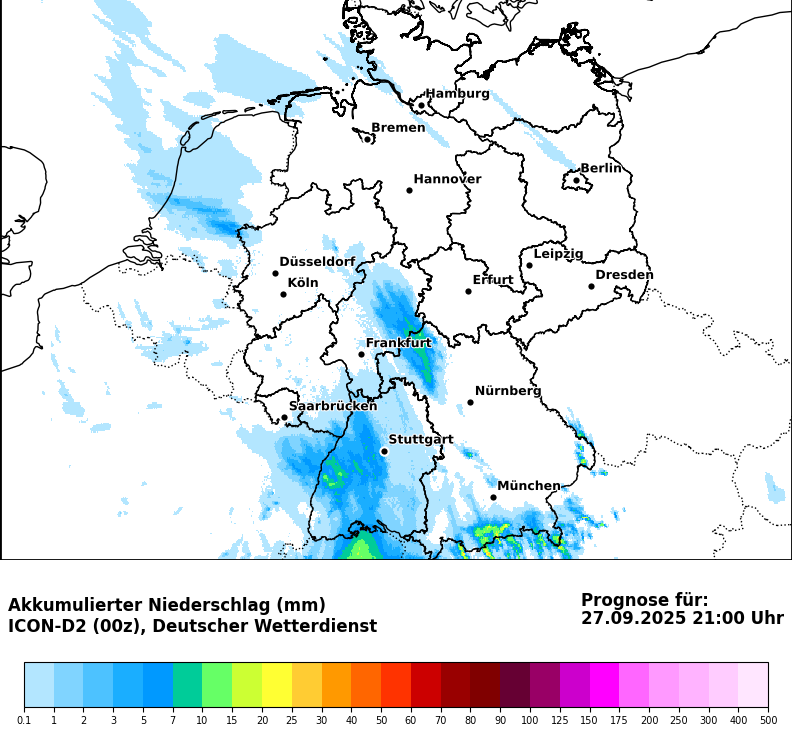 Hamburg
Bremen
Berlin
Hannover
Leipzig
Düsseldorf
Dresden
Köln
Erfurt
Frankfurt
Nürnberg
Saarbrücken
Stuttgart
München
Akkumulierter Niederschlag (mm)
ICON-D2 (00z), Deutscher Wetterdienst
Prognose für:
27.09.2025 21:00 Uhr
0.1 1 2 3 5 7 10 15 20 25 30 40 50 60 70 80 90 100 125 150 175 200 250 300 400 500